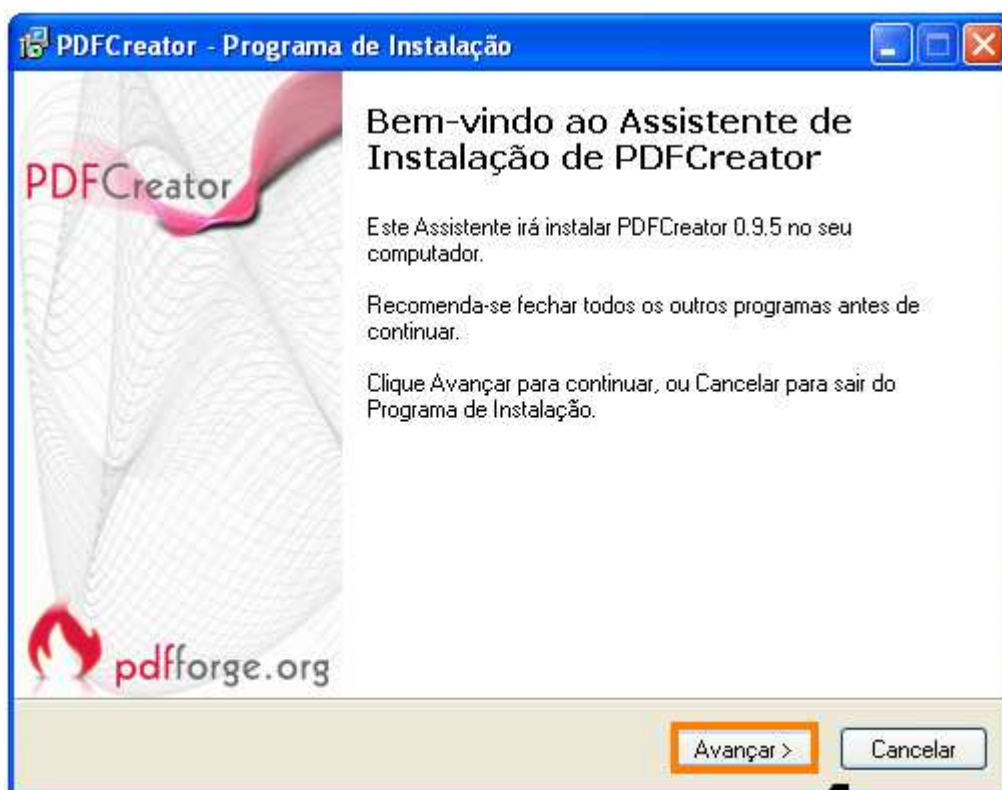 PDFCreator - Programa de Instalação
PDFCreator
Bem-vindo ao Assistente de
Instalação de PDFCreator
Este Assistente irá instalar PDFCreator 0.9.5 no seu
computador.
Recomenda-se fechar todos os outros programas antes de
continuar.
Clique Avançar para continuar, ou Cancelar para sair do
Programa de Instalação.
pdfforge.org
Avançar >
Cancelar